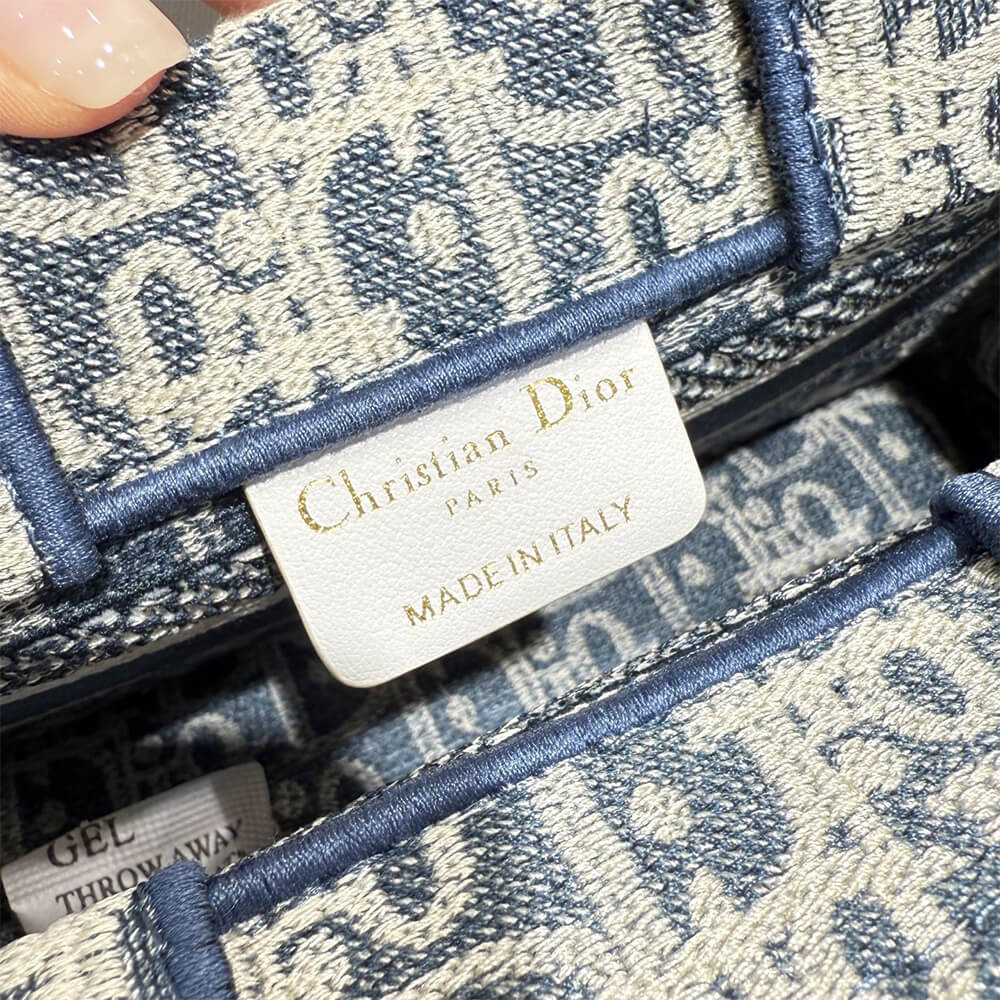 Christian Dior
PARIS
MADE IN ITALY
GEL
THROW AWAY